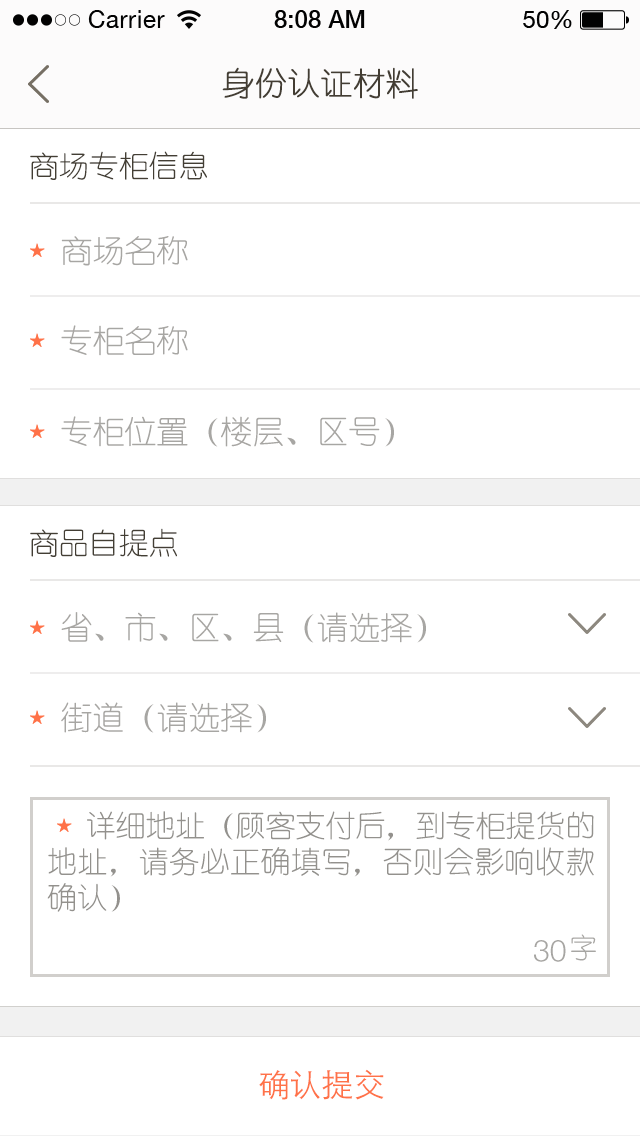 Carrier 8:08 AM 50%
身份认证材料
商场专柜信息
★ 商场名称
★ 专柜名称
★ 专柜位置（楼层、区号）
商品自提点
★ 省、市、区、县（请选择）
★ 街道（请选择）
★ 详细地址（顾客支付后，到专柜提货的
地址，请务必正确填写，否则会影响收款
确认）
30字
确认提交